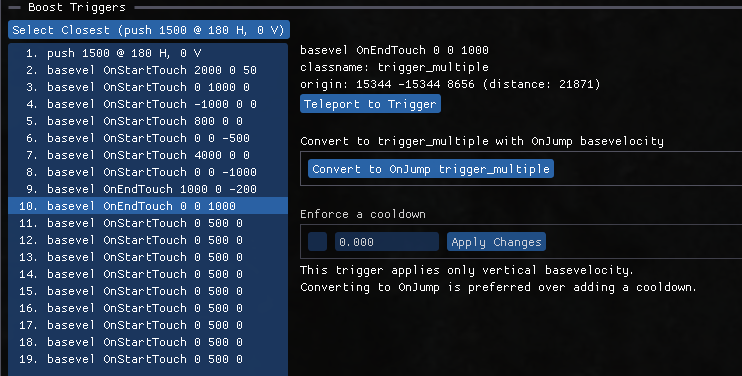 Boost Triggers
Select Closest (push 1500 @ 180 H, 0 V)
1. push 1500 @ 180 H, 0 V
2. basevel OnStartTouch 2000 0 50
3. basevel OnStartTouch 0 1000 0
4. basevel OnStartTouch -1000 0 0
5. basevel OnStartTouch 800 0 0
6. basevel OnStartTouch 0 0 -500
7. basevel OnStartTouch 4000 0 0
8. basevel OnStartTouch 0 0 -1000
9. basevel OnEndTouch 1000 0 -200
10. basevel OnEndTouch 0 0 1000
11. basevel OnStartTouch 0 500 0
12. basevel OnStartTouch 0 500 0
13. basevel OnStartTouch 0 500 0
14. basevel OnStartTouch 0 500 0
15. basevel OnStartTouch 0 500 0
16. basevel OnStartTouch 0 500 0
17. basevel OnStartTouch 0 500 0
18. basevel OnStartTouch 0 500 0
19. basevel OnStartTouch 0 500 0
basevel OnEndTouch 0 0 1000
classname: trigger_multiple
origin: 15344 -15344 8656 (distance: 21871)
Teleport to Trigger
Convert to trigger_multiple with OnJump basevelocity
Convert to OnJump trigger_multiple
Enforce a cooldown
0.000
Apply Changes
This trigger applies only vertical basevelocity.
Converting to OnJump is preferred over adding a cooldown.